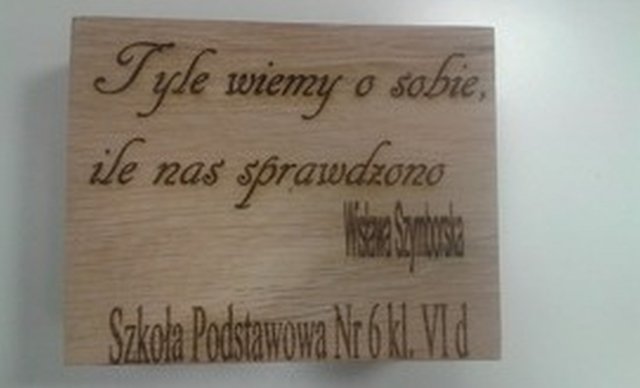 Tyle wiemy o sobie,
ile nas sprawdzono
Wisława Szymborska
Szkoła Podstawowa Nr 6 kl. VI d